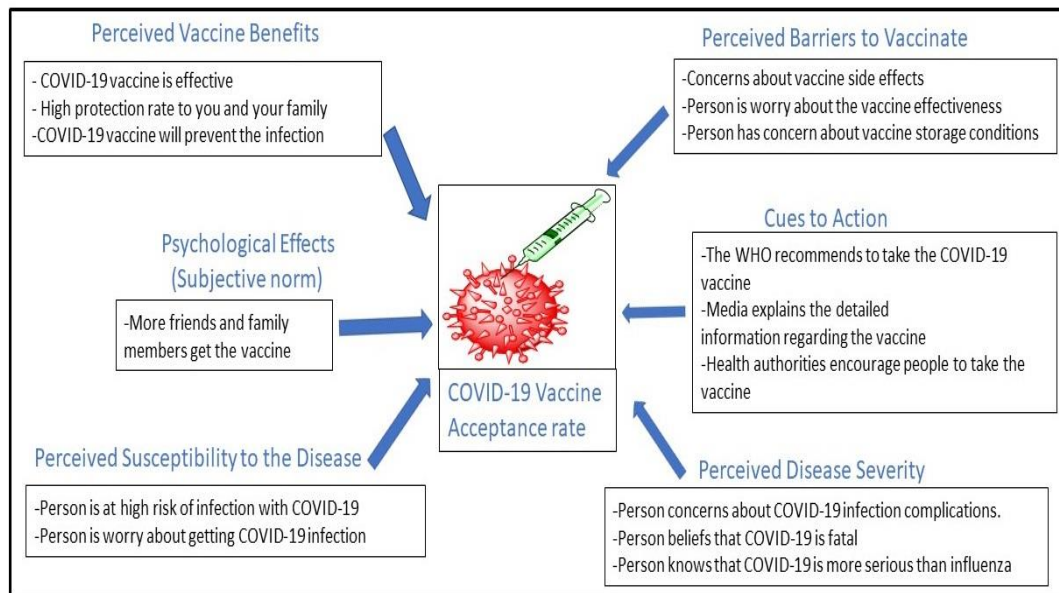 Perceived Vaccine Benefits
- COVID-19 vaccine is effective
- High protection rate to you and your family
-COVID-19 vaccine will prevent the infection
Perceived Barriers to Vaccinate
-Concerns about vaccine side effects
-Person is worry about the vaccine effectiveness
-Person has concern about vaccine storage conditions
Psychological Effects
(Subjective norm)
-More friends and family
members get the vaccine
Cues to Action
-The WHO recommends to take the COVID-19
vaccine
-Media explains the detailed
information regarding the vaccine
-Health authorities encourage people to take the
vaccine
COVID-19 Vaccine
Acceptance rate
Perceived Susceptibility to the Disease
-Person is at high risk of infection with COVID-19
-Person is worry about getting COVID-19 infection
Perceived Disease Severity
-Person concerns about COVID-19 infection complications.
-Person beliefs that COVID-19 is fatal
-Person knows that COVID-19 is more serious than influenza